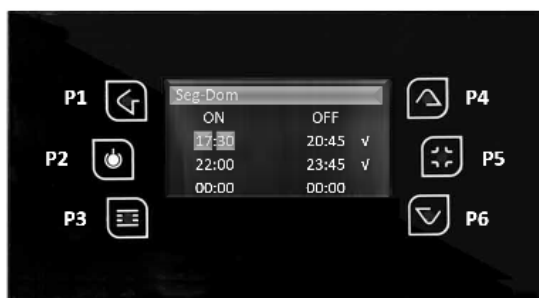 P1
P2
P3
Seg-Dom
ON OFF
17:30 20:45 √
22:00 23:45 √
00:00 00:00
P4
P5
P6